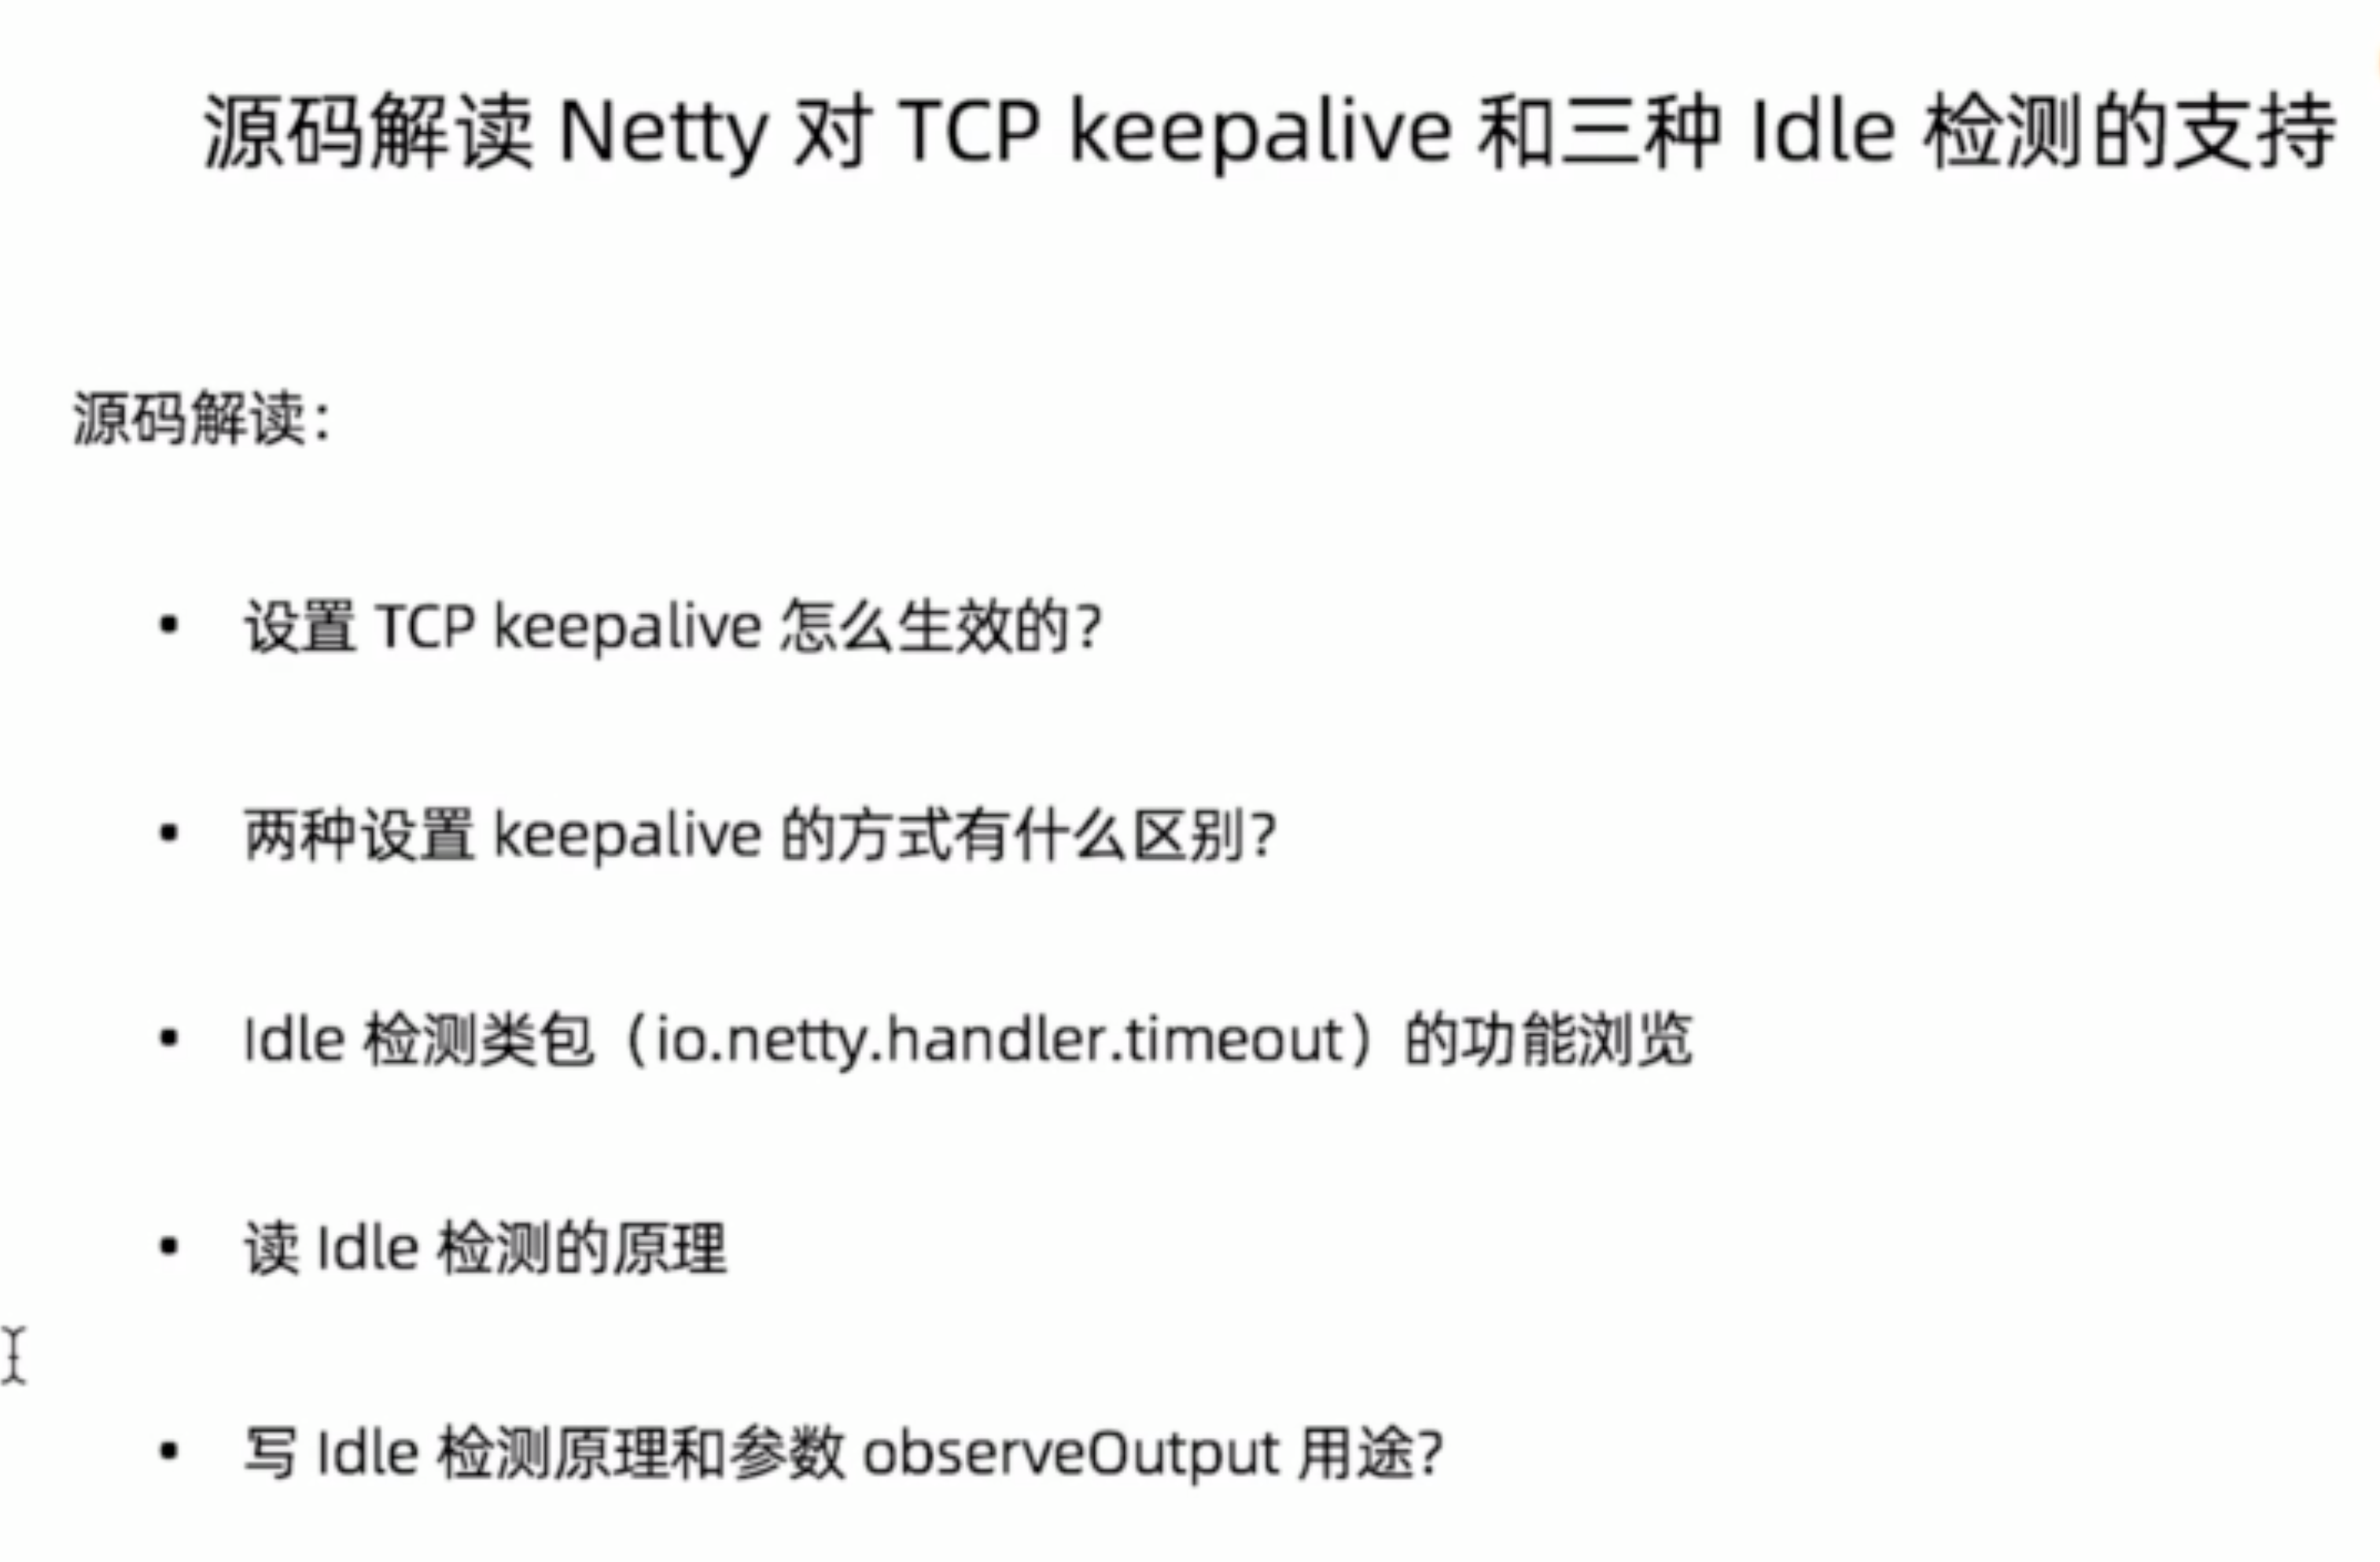 源码解读 Netty 对 TCP keepalive 和三种 Idle 检测的支持
源码解读：
• 设置 TCP keepalive 怎么生效的？
• 两种设置 keepalive 的方式有什么区别？
• Idle 检测类包（io.netty.handler.timeout）的功能浏览
• 读 Idle 检测的原理
• 写 Idle 检测原理和参数 observeOutput 用途？